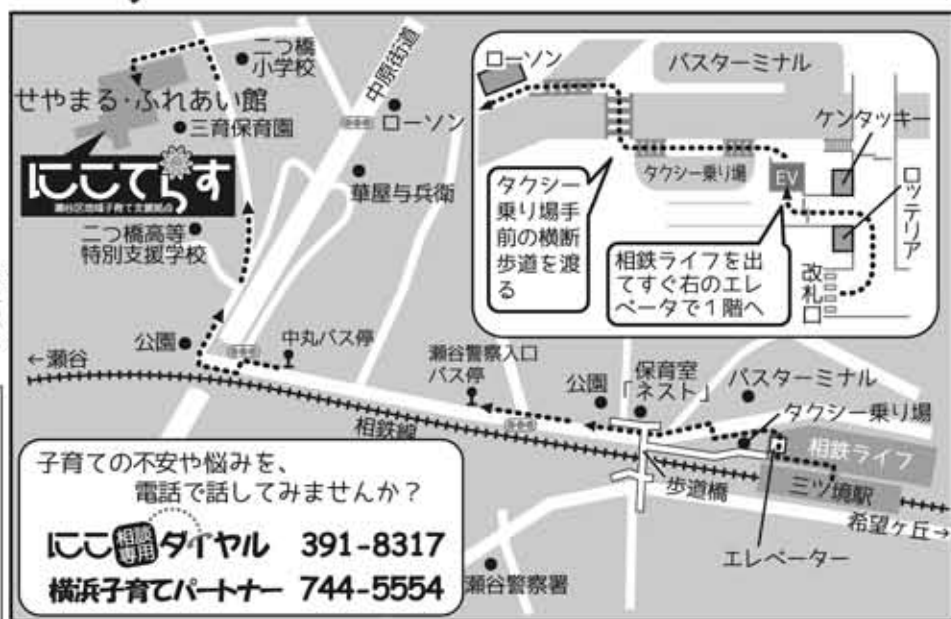 二つ橋
小学校
せやまる・ふれあい館
三育保育園
にこてらす
瀬谷区地域子育て支援拠点
二つ橋高等
特別支援学校
中原街道
ローソン
華屋与兵衛
公園
中丸バス停
←瀬谷
相鉄線
瀬谷警察入口
バス停
公園
保育室
「ネスト」
バスターミナル
タクシー乗り場
相鉄ライフ
三ツ境駅
希望ケ丘→
歩道橋
エレベーター
瀬谷警察署
ローソン
バスターミナル
ケンタッキー
タクシー乗り場
EV
ロッテリア
改札口
タクシー
乗り場手
前の横断
歩道を渡
る
相鉄ライフを出
てすぐ右のエレ
ベータで1階へ
子育ての不安や悩みを、
電話で話してみませんか?
にこ相談専用ダイヤル 391-8317
横浜子育てパートナー 744-5554